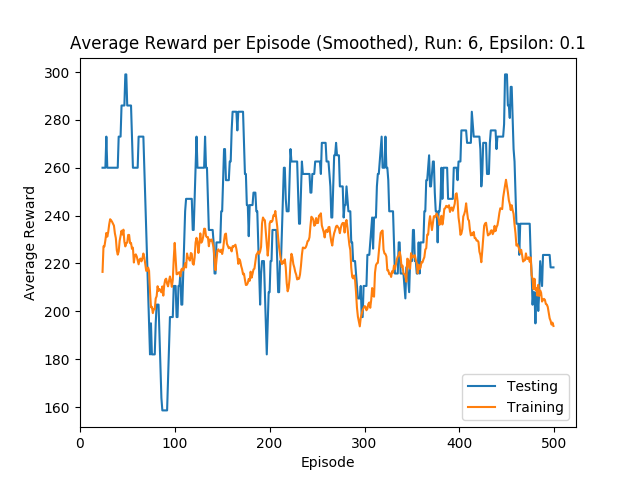 Average Reward per Episode (Smoothed), Run: 6, Epsilon: 0.1
300
280
260
240
220
200
180
160
Average Reward
0 100 200 300 400 500
Episode
Testing
Training